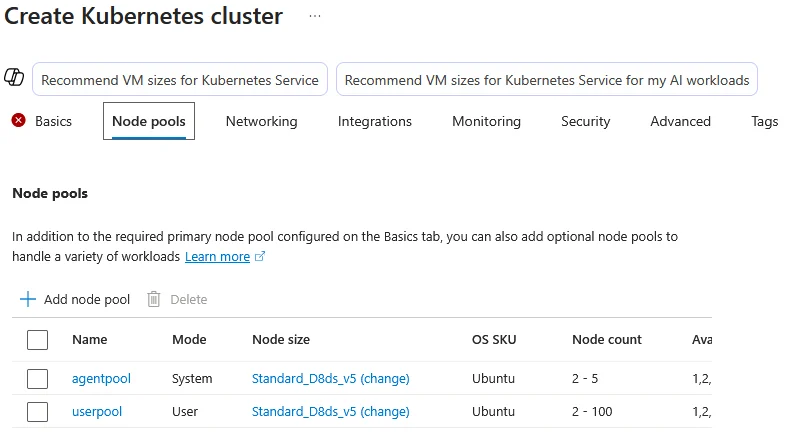 Create Kubernetes cluster ...
Recommend VM sizes for Kubernetes Service Recommend VM sizes for Kubernetes Service for my AI workloads
Basics Node pools Networking Integrations Monitoring Security Advanced Tags
Node pools
In addition to the required primary node pool configured on the Basics tab, you can also add optional node pools to
handle a variety of workloads Learn more
+ Add node pool Delete
Name Mode Node size OS SKU Node count Ava
agentpool System Standard_D8ds_v5 (change) Ubuntu 2 - 5 1,2,
userpool User Standard_D8ds_v5 (change) Ubuntu 2 - 100 1,2,